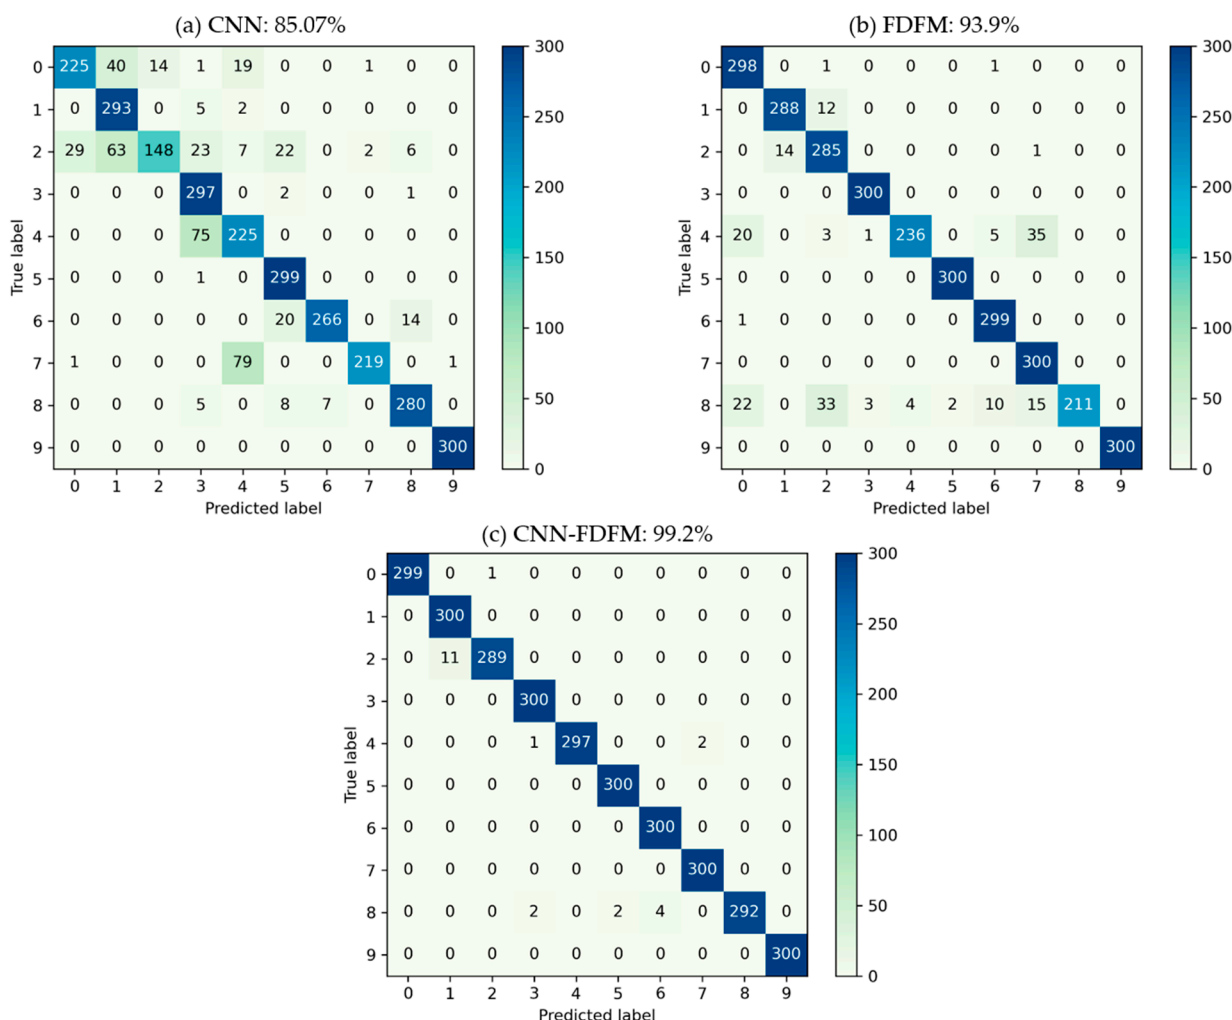 (a) CNN: 85.07%
0 225 40 14 1 19 0 0 1 0 0
1 0 293 0 5 2 0 0 0 0 0
2 29 63 148 23 7 22 0 2 6 0
3 0 0 0 297 0 2 0 0 1 0
4 0 0 0 75 225 0 0 0 0 0
5 0 0 0 1 0 299 0 0 0 0
6 0 0 0 0 0 20 266 0 14 0
7 1 0 0 0 79 0 0 219 0 1
8 0 0 0 5 0 8 7 0 280 0
9 0 0 0 0 0 0 0 0 0 300
0 1 2 3 4 5 6 7 8 9
Predicted label
True label
300
250
200
150
100
50
0
(b) FDFM: 93.9%
0 298 0 1 0 0 0 1 0 0 0
1 0 288 12 0 0 0 0 0 0 0
2 0 14 285 0 0 0 0 1 0 0
3 0 0 0 300 0 0 0 0 0 0
4 20 0 3 1 236 0 5 35 0 0
5 0 0 0 0 0 300 0 0 0 0
6 1 0 0 0 0 0 299 0 0 0
7 0 0 0 0 0 0 0 300 0 0
8 22 0 33 3 4 2 10 15 211 0
9 0 0 0 0 0 0 0 0 0 300
0 1 2 3 4 5 6 7 8 9
Predicted label
True label
300
250
200
150
100
50
0
(c) CNN-FDFM: 99.2%
0 299 0 1 0 0 0 0 0 0 0
1 0 300 0 0 0 0 0 0 0 0
2 0 11 289 0 0 0 0 0 0 0
3 0 0 0 300 0 0 0 0 0 0
4 0 0 0 1 297 0 0 2 0 0
5 0 0 0 0 0 300 0 0 0 0
6 0 0 0 0 0 0 300 0 0 0
7 0 0 0 0 0 0 0 300 0 0
8 0 0 0 2 0 2 4 0 292 0
9 0 0 0 0 0 0 0 0 0 300
0 1 2 3 4 5 6 7 8 9
Predicted label
True label
300
250
200
150
100
50
0